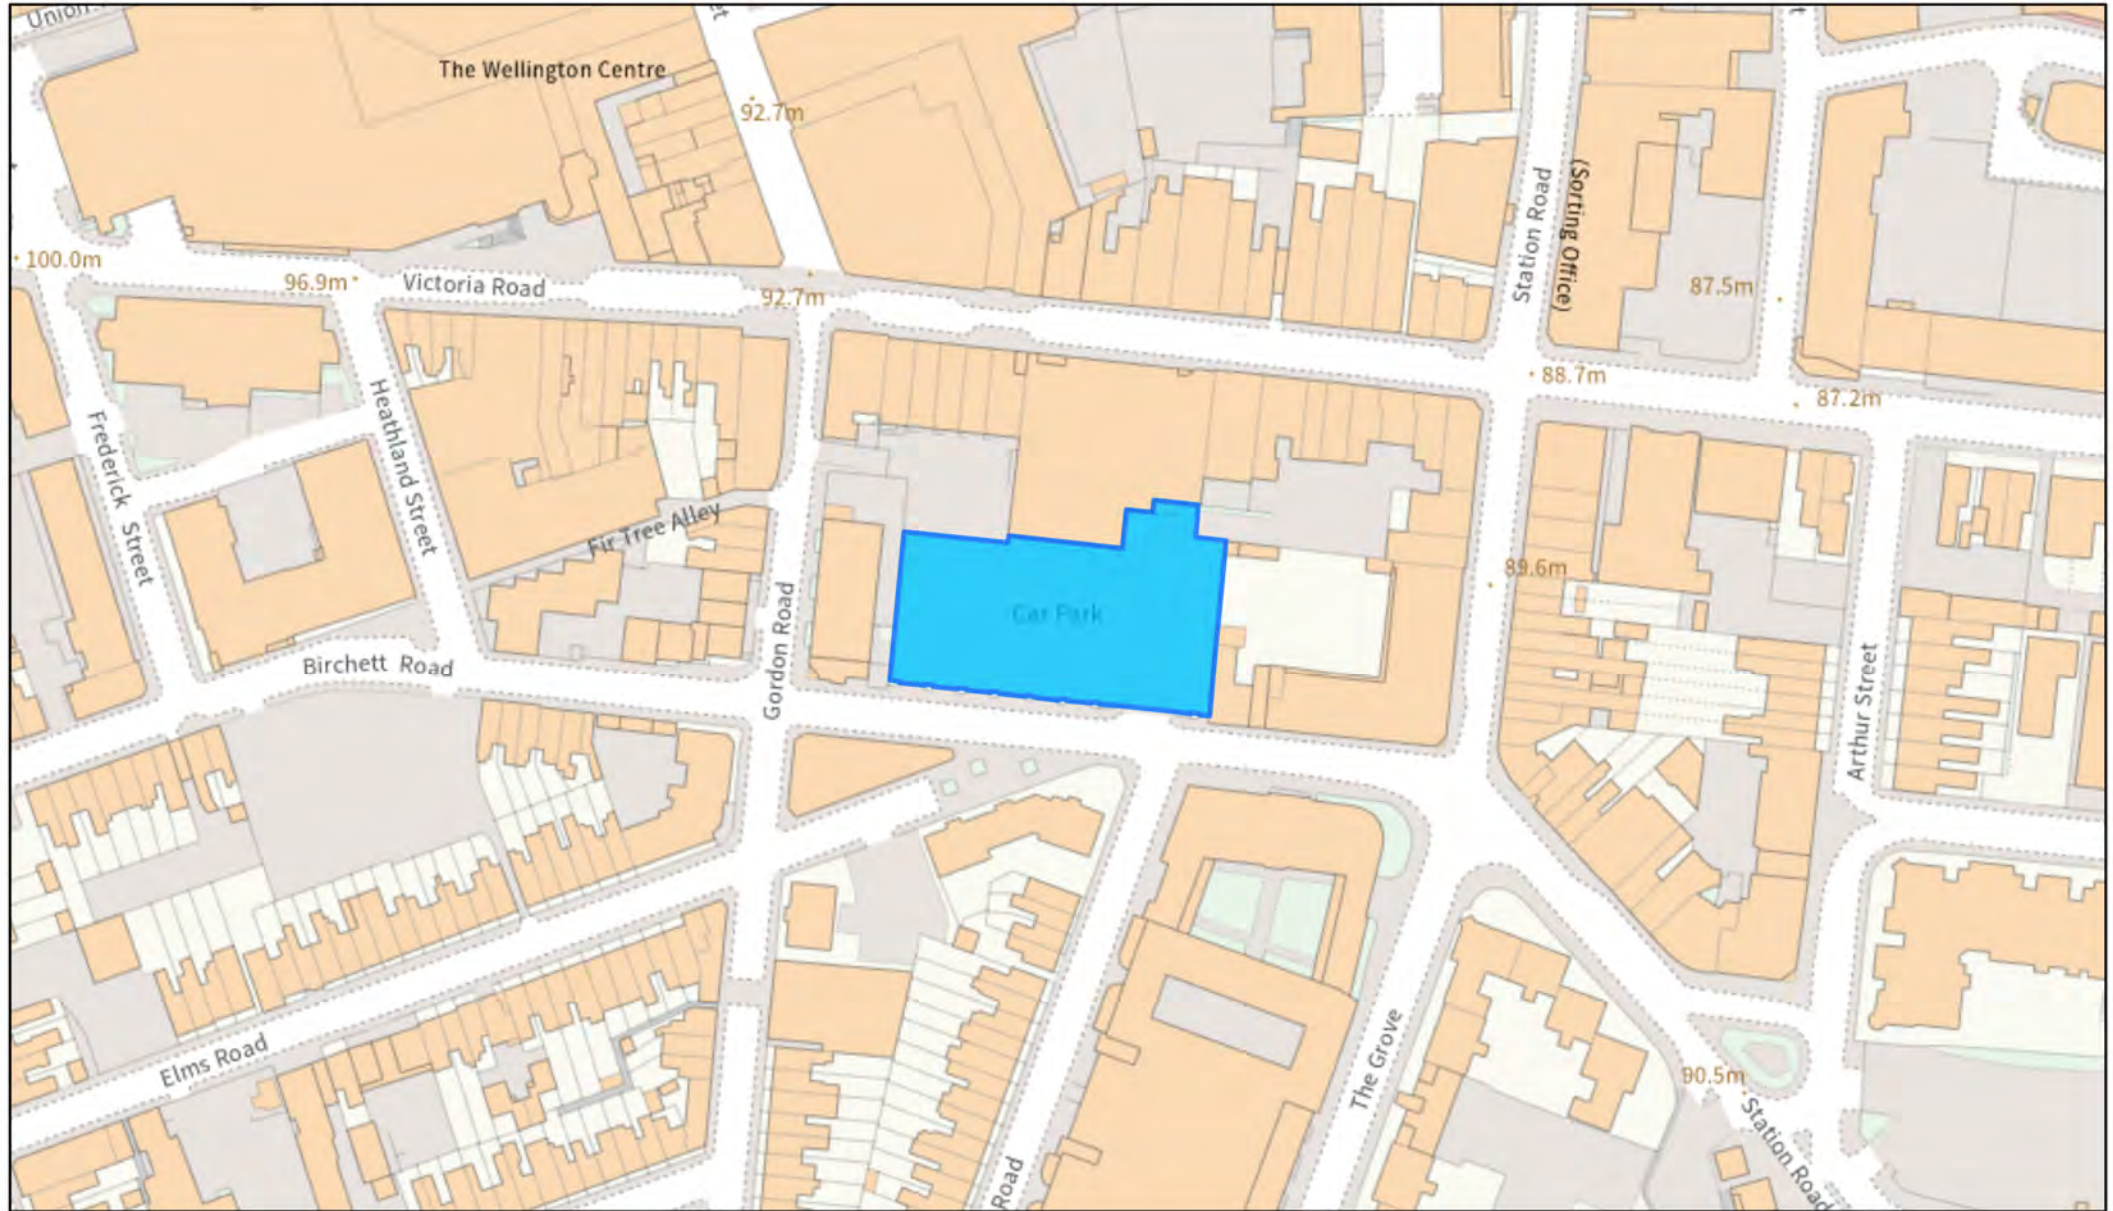 Union
The Wellington Centre
92.7m
Station Road
(Sorting Office)
100.0m
96.9m
Victoria Road
92.7m
87.5m
88.7m
87.2m
Frederick Street
Heathland Street
Fir Tree Alley
89.6m
Car Park
Gordon Road
Birchett Road
Arthur Street
Elms Road
The Grove
90.5m
Station Road
Road